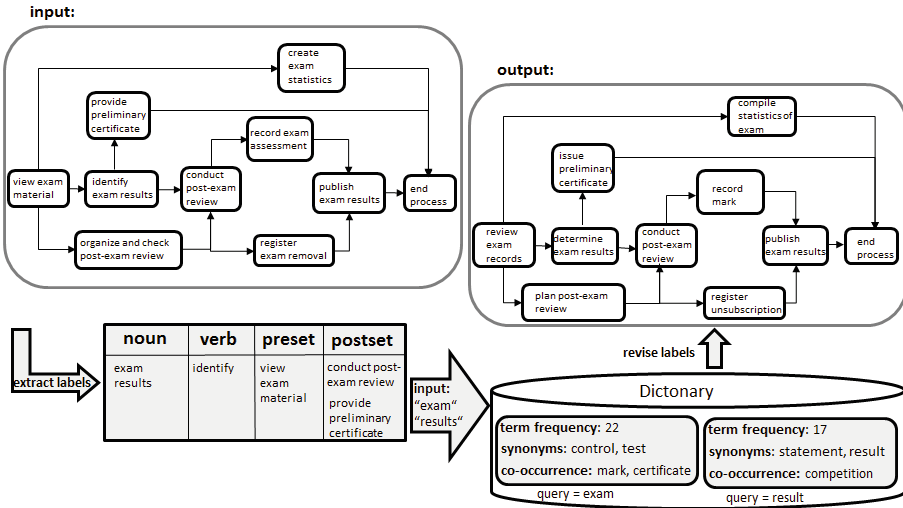 input:
create
exam
statistics
provide
preliminary
certificate
record exam
assessment
view exam
material
identify
exam results
conduct
post-exam
review
publish
exam results
end
process
organize and check
post-exam review
register
exam removal
output:
compile
statistics of
exam
issue
preliminary
certificate
record
mark
review
exam
records
determine
exam results
conduct
post-exam
review
publish
exam results
end
process
plan post-exam
review
register
unsubscription
extract labels
noun verb preset postset
exam
results
identify
view
exam
material
conduct post-
exam review
provide
preliminary
certificate
input:
“exam“
“results“
revise labels
Dictonary
term frequency: 22
synonyms: control, test
co-occurrence: mark, certificate
query = exam
term frequency: 17
synonyms: statement, result
co-occurrence: competition
query = result